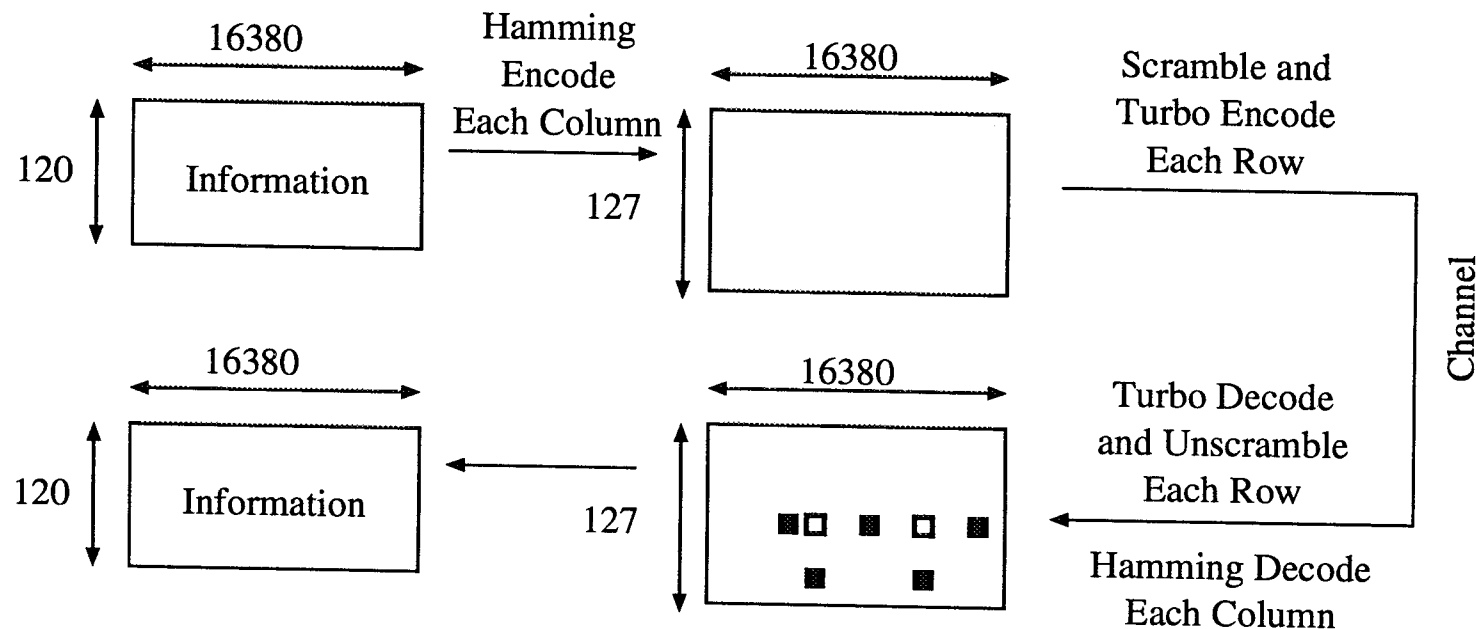 16380
120
Information
Hamming
Encode
Each Column
16380
127
Scramble and
Turbo Encode
Each Row
Channel
16380
120
Information
16380
127
Turbo Decode
and Unscramble
Each Row
Hamming Decode
Each Column